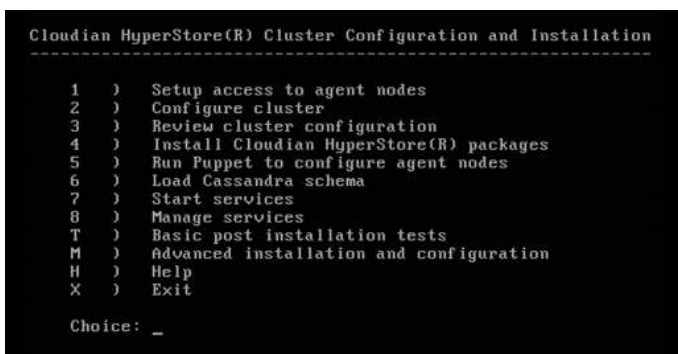 Cloudian HyperStore(R) Cluster Configuration and Installation
-------------------------------------------------------------
1 ) Setup access to agent nodes
2 ) Configure cluster
3 ) Review cluster configuration
4 ) Install Cloudian HyperStore(R) packages
5 ) Run Puppet to configure agent nodes
6 ) Load Cassandra schema
7 ) Start services
8 ) Manage services
T ) Basic post installation tests
M ) Advanced installation and configuration
H ) Help
X ) Exit
Choice: _